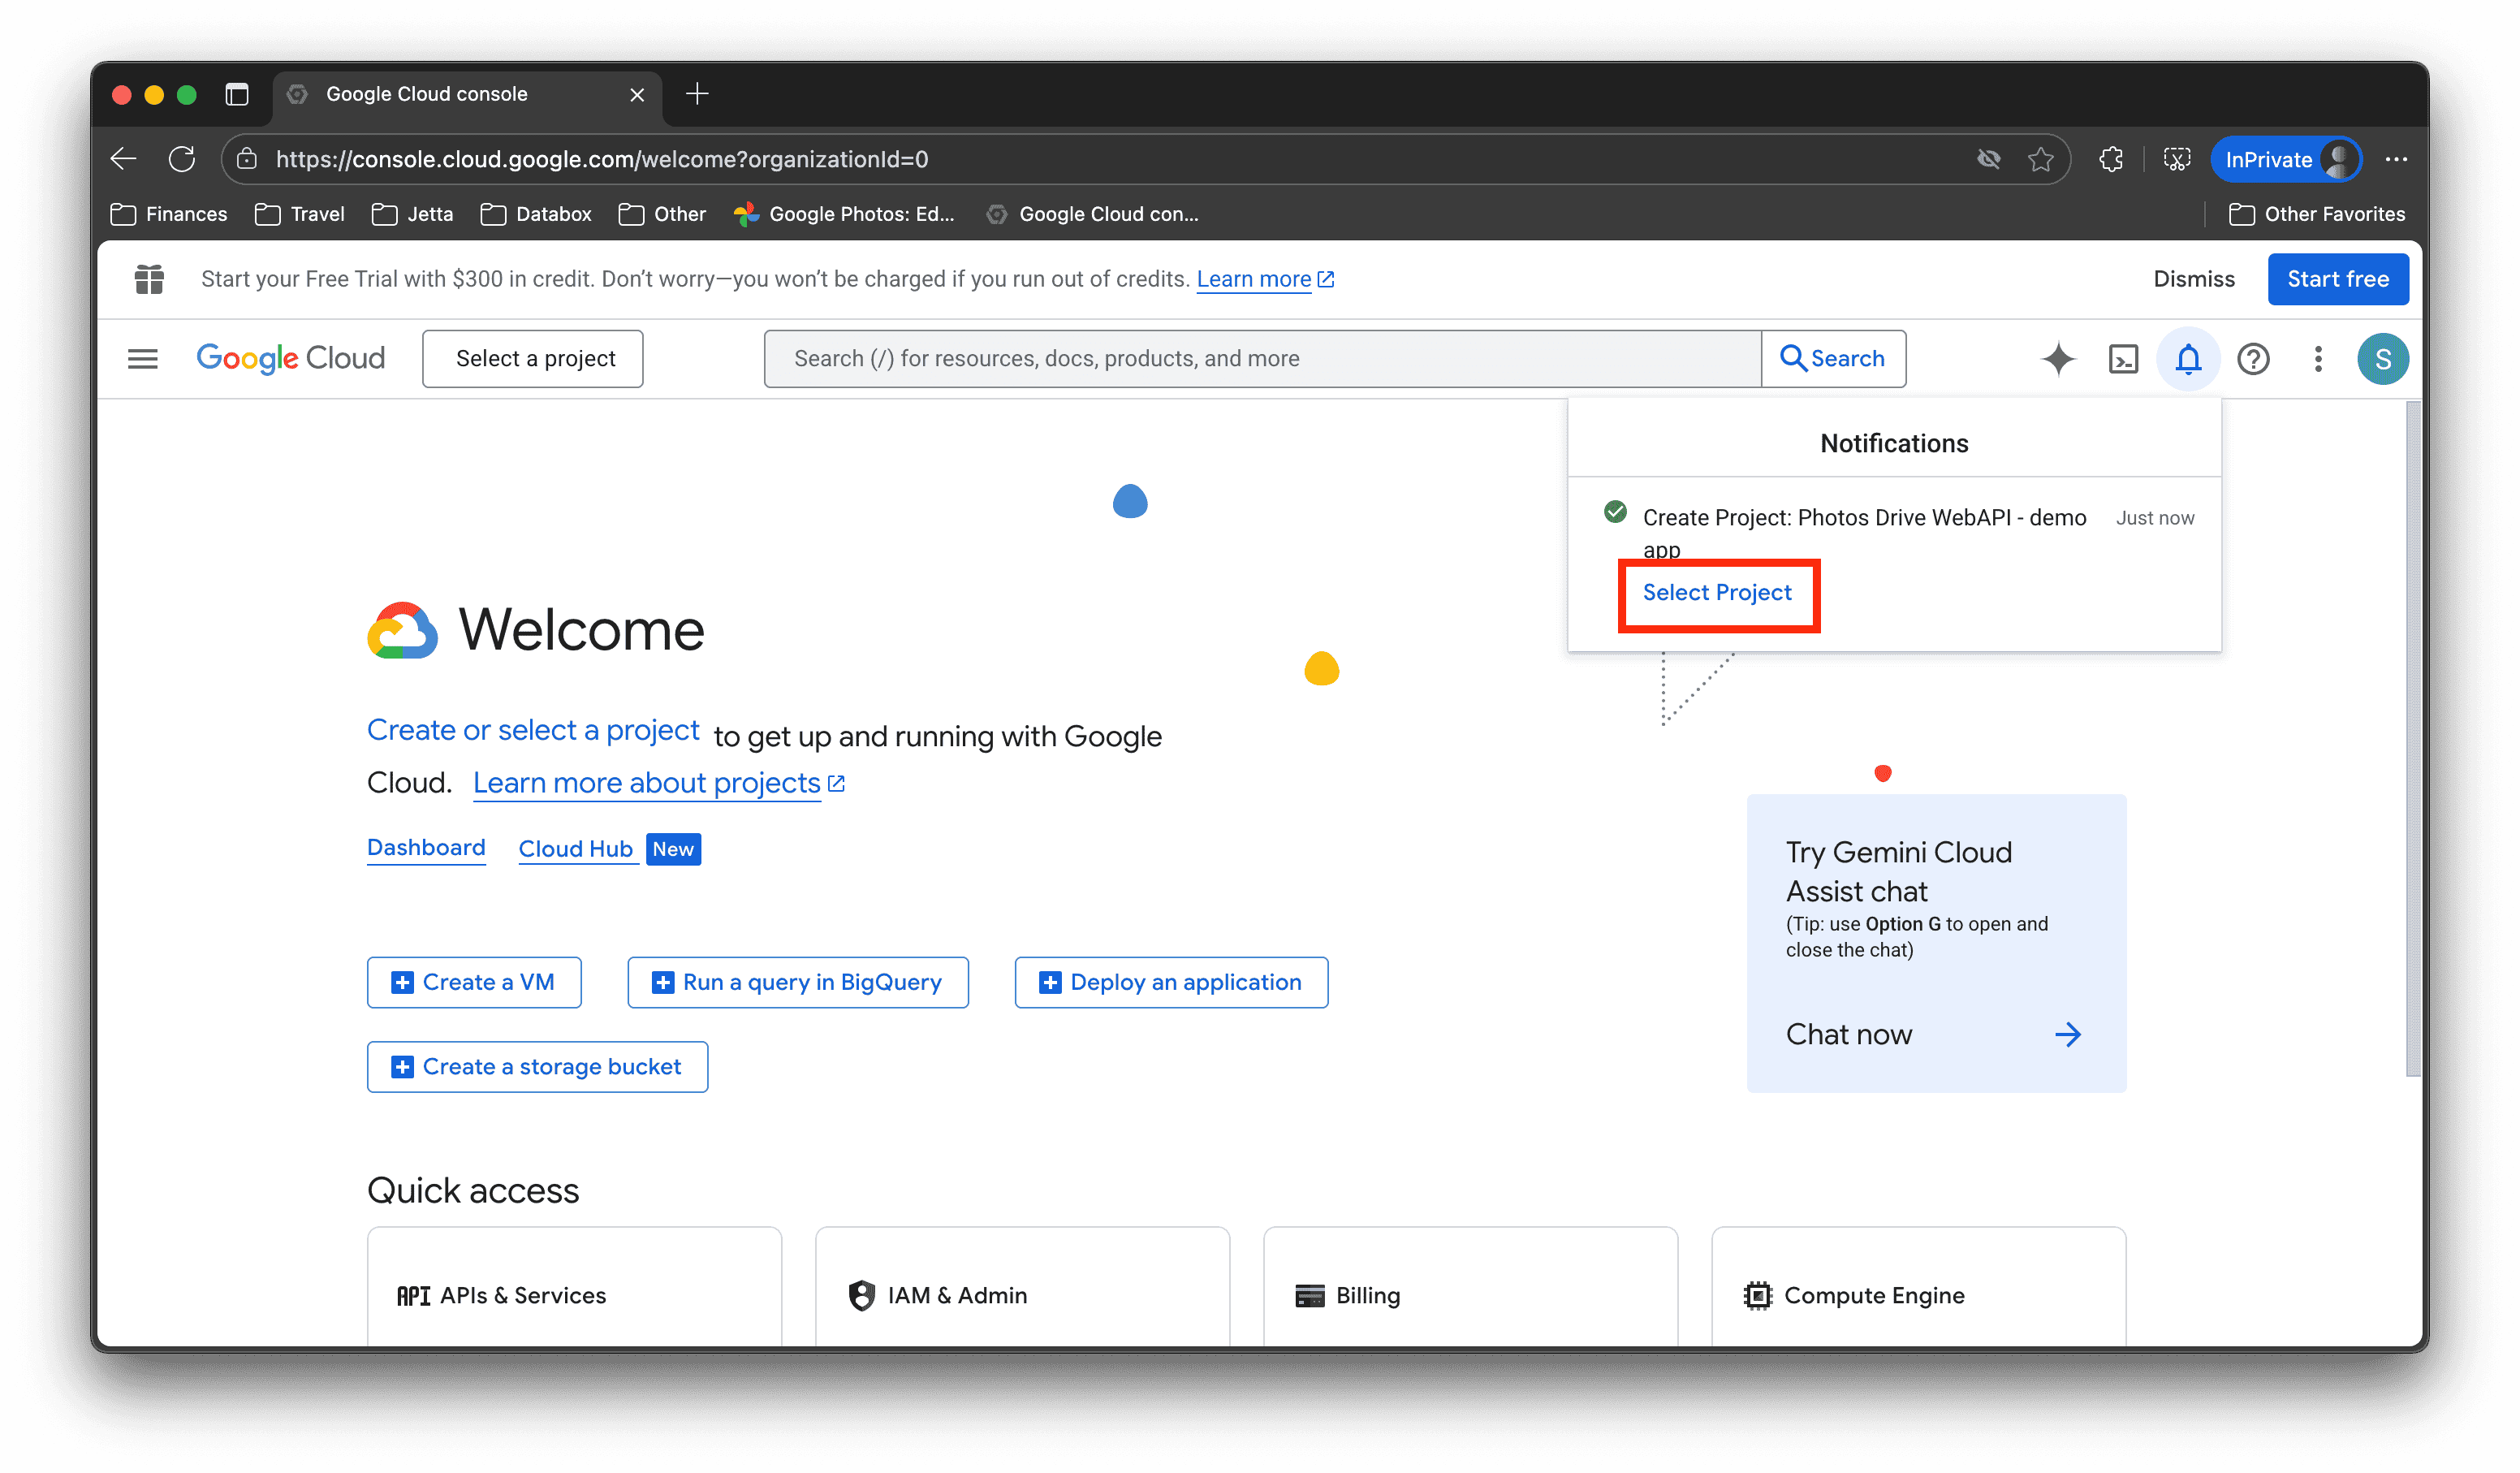 Google Cloud console
https://console.cloud.google.com/welcome?organizationId=0
InPrivate
Finances
Travel
Jetta
Databox
Other
Google Photos: Ed...
Google Cloud con...
Other Favorites
Start your Free Trial with $300 in credit. Don’t worry—you won’t be charged if you run out of credits. Learn more
Dismiss
Start free
Google Cloud
Select a project
Search (/) for resources, docs, products, and more
Search
S
Notifications
Create Project: Photos Drive WebAPI - demo
app
Just now
Select Project
Welcome
Create or select a project to get up and running with Google
Cloud. Learn more about projects
Dashboard
Cloud Hub
New
Create a VM
Run a query in BigQuery
Deploy an application
Create a storage bucket
Try Gemini Cloud
Assist chat
(Tip: use Option G to open and
close the chat)
Chat now
Quick access
API APIs & Services
IAM & Admin
Billing
Compute Engine